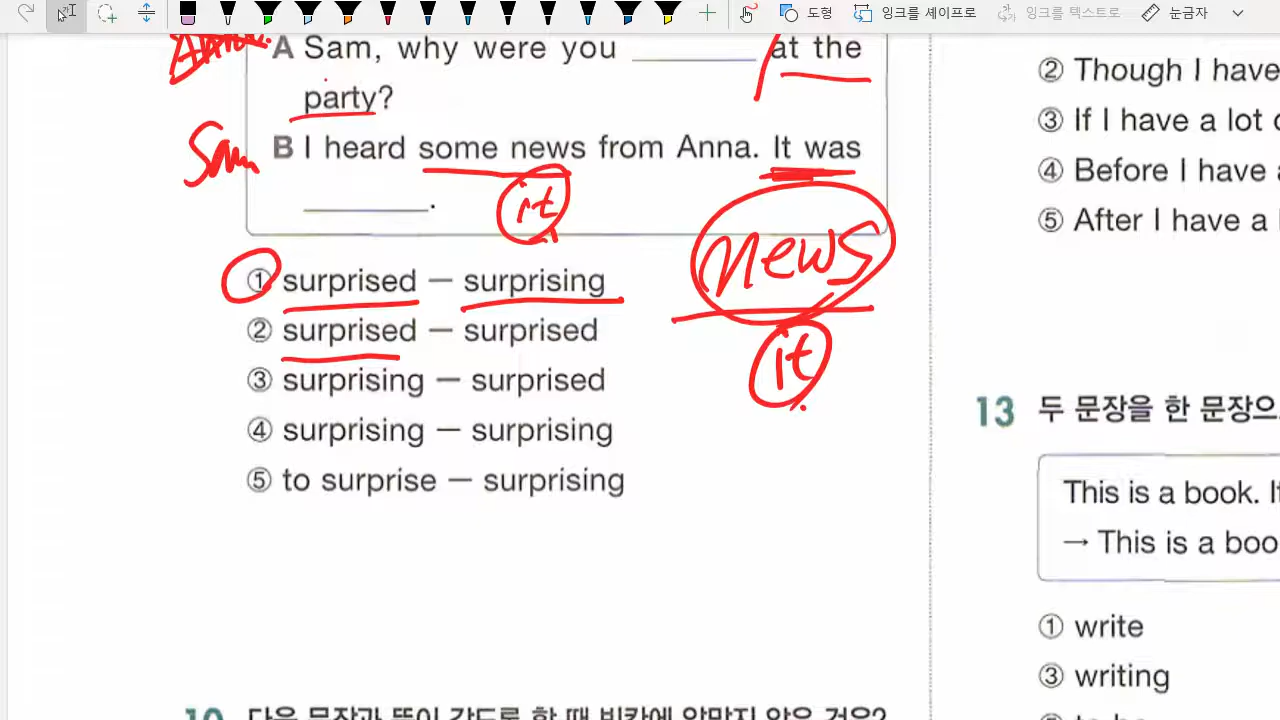 도형
잉크를 셰이프로
잉크를 텍스트로
눈금자
A Sam, why were you ________ at the
party?
Sam
B I heard some news from Anna. It was
________.
it
news
it
① surprised – surprising
② surprised – surprised
③ surprising – surprised
④ surprising – surprising
⑤ to surprise – surprising
② Though I have
③ If I have a lot
④ Before I have
⑤ After I have a
13 두 문장을 한 문장으
This is a book.
→ This is a boo
① write
③ writing